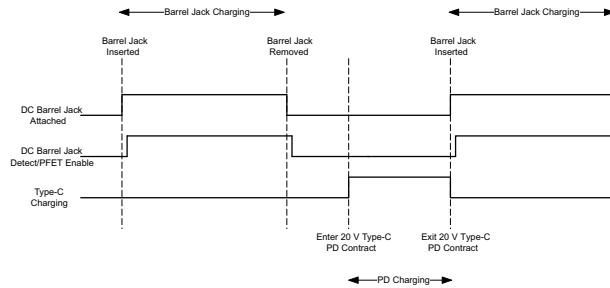 Barrel Jack Charging
Barrel Jack Charging
Barrel Jack
Inserted
Barrel Jack
Removed
Barrel Jack
Inserted
DC Barrel Jack
Attached
DC Barrel Jack
Detect/PFET Enable
Type-C
Charging
Enter 20 V Type-C
PD Contract
Exit 20 V Type-C
PD Contract
PD Charging